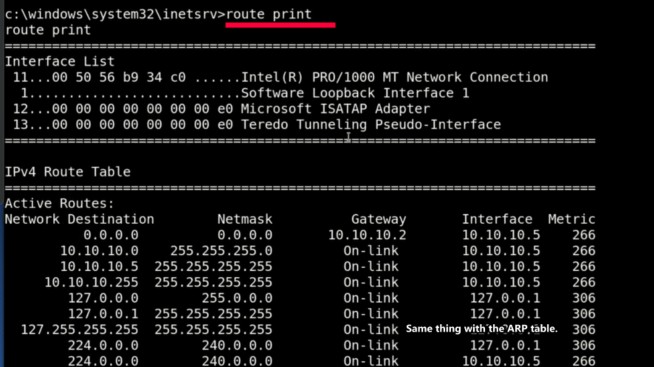 c:\windows\system32\inetsrv>route print
route print
===========================================================================
Interface List
11...00 50 56 b9 34 c0 ......Intel(R) PRO/1000 MT Network Connection
1...........................Software Loopback Interface 1
12...00 00 00 00 00 00 00 e0 Microsoft ISATAP Adapter
13...00 00 00 00 00 00 00 e0 Teredo Tunneling Pseudo-Interface
===========================================================================
IPv4 Route Table
===========================================================================
Active Routes:
Network Destination Netmask Gateway Interface Metric
0.0.0.0 0.0.0.0 10.10.10.2 10.10.10.5 266
10.10.10.0 255.255.255.0 On-link 10.10.10.5 266
10.10.10.5 255.255.255.255 On-link 10.10.10.5 266
10.10.10.255 255.255.255.255 On-link 10.10.10.5 266
127.0.0.0 255.0.0.0 On-link 127.0.0.1 306
127.0.0.1 255.255.255.255 On-link 127.0.0.1 306
127.255.255.255 255.255.255.255 On-link 306
Same thing with the ARP table.
224.0.0.0 240.0.0.0 On-link 127.0.0.1 306
224.0.0.0 240.0.0.0 On-link 10.10.10.5 266